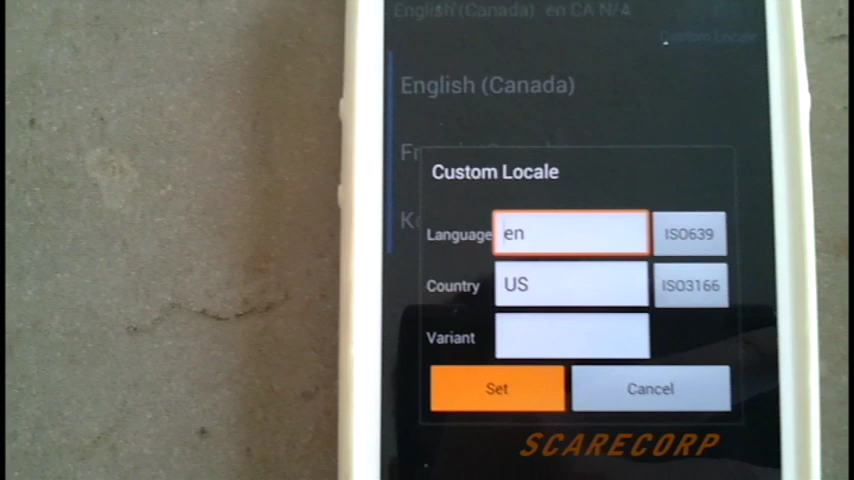 English (Canada) en CA N/A
Custom Locale
English (Canada)
Custom Locale
Language en ISO639
Country US ISO3166
Variant
Set Cancel
SCARECORP